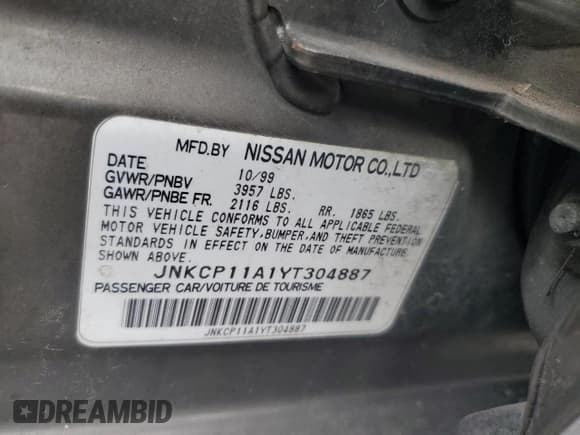 MFD.BY NISSAN MOTOR CO.,LTD
DATE 10/99
GVWR/PNBV 3957 LBS.
GAWR/PNBE FR. 2116 LBS. RR. 1865 LBS.
THIS VEHICLE CONFORMS TO ALL APPLICABLE FEDERAL
MOTOR VEHICLE SAFETY,BUMPER,AND THEFT PREVENTION
STANDARDS IN EFFECT ON THE DATE OF MANUFACTURE
SHOWN ABOVE.
JNKCP11A1YT304887
PASSENGER CAR/VOITURE DE TOURISME
JNKCP11A1YT304887
DREAMBID